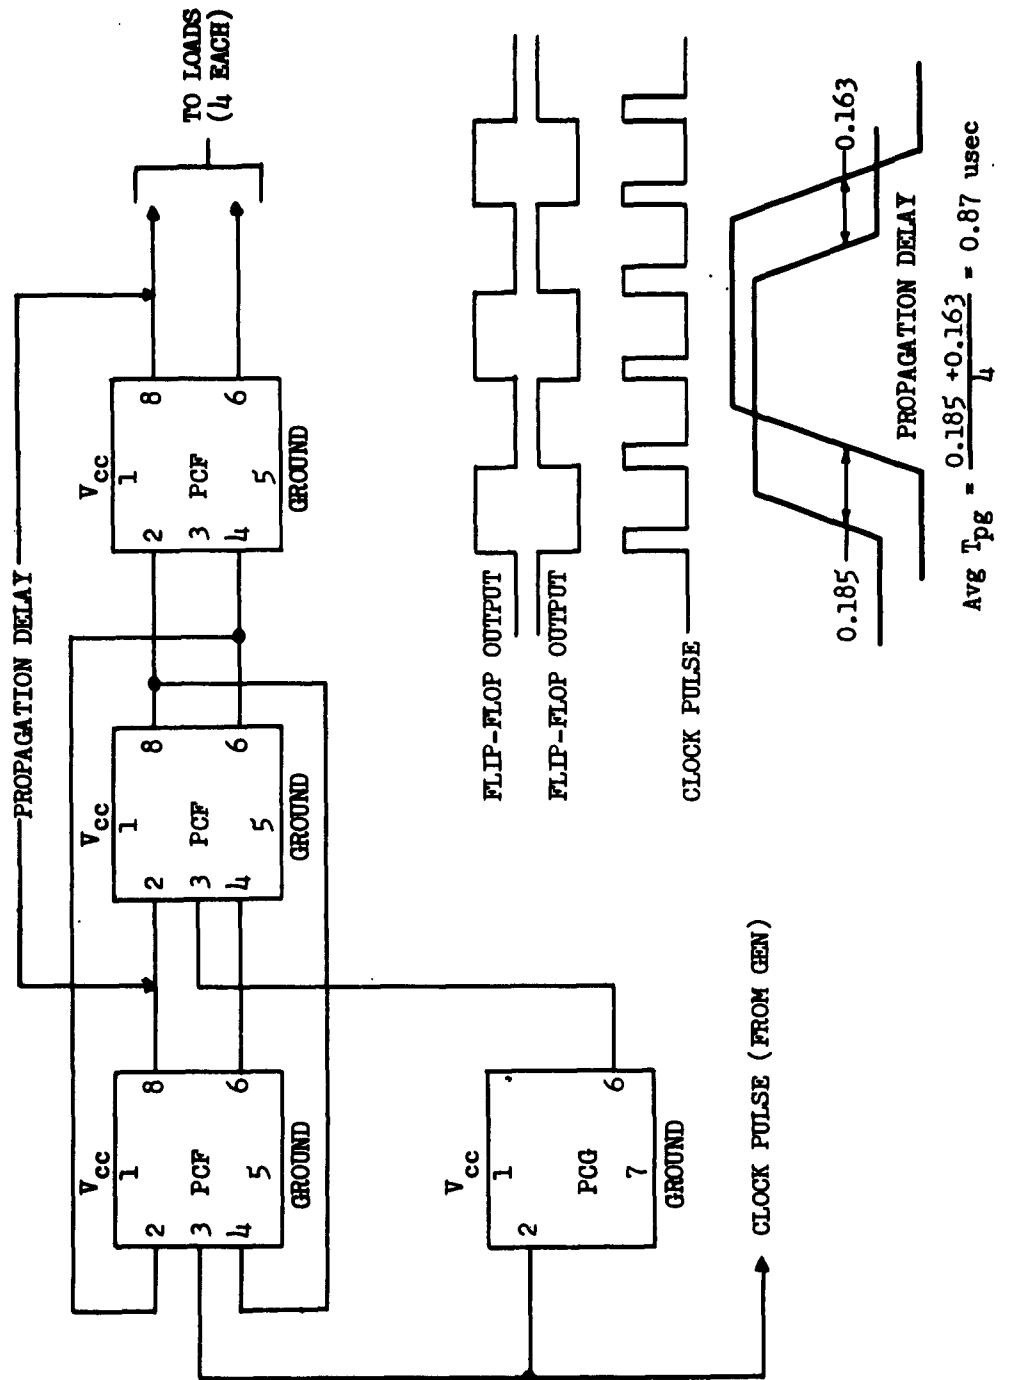 PROPAGATION DELAY
Vcc
1
2
3
4
PCF
5
8
6
GROUND
Vcc
1
2
3
4
PCF
5
8
6
GROUND
Vcc
1
2
3
4
PCF
5
8
6
GROUND
TO LOADS
(4 EACH)
Vcc
1
2
PCG
7
6
GROUND
CLOCK PULSE (FROM GEN)
FLIP-FLOP OUTPUT
FLIP-FLOP OUTPUT
CLOCK PULSE
0.185
0.163
PROPAGATION DELAY
Avg Tpg = 0.185 +0.163 / 4 = 0.87 usec